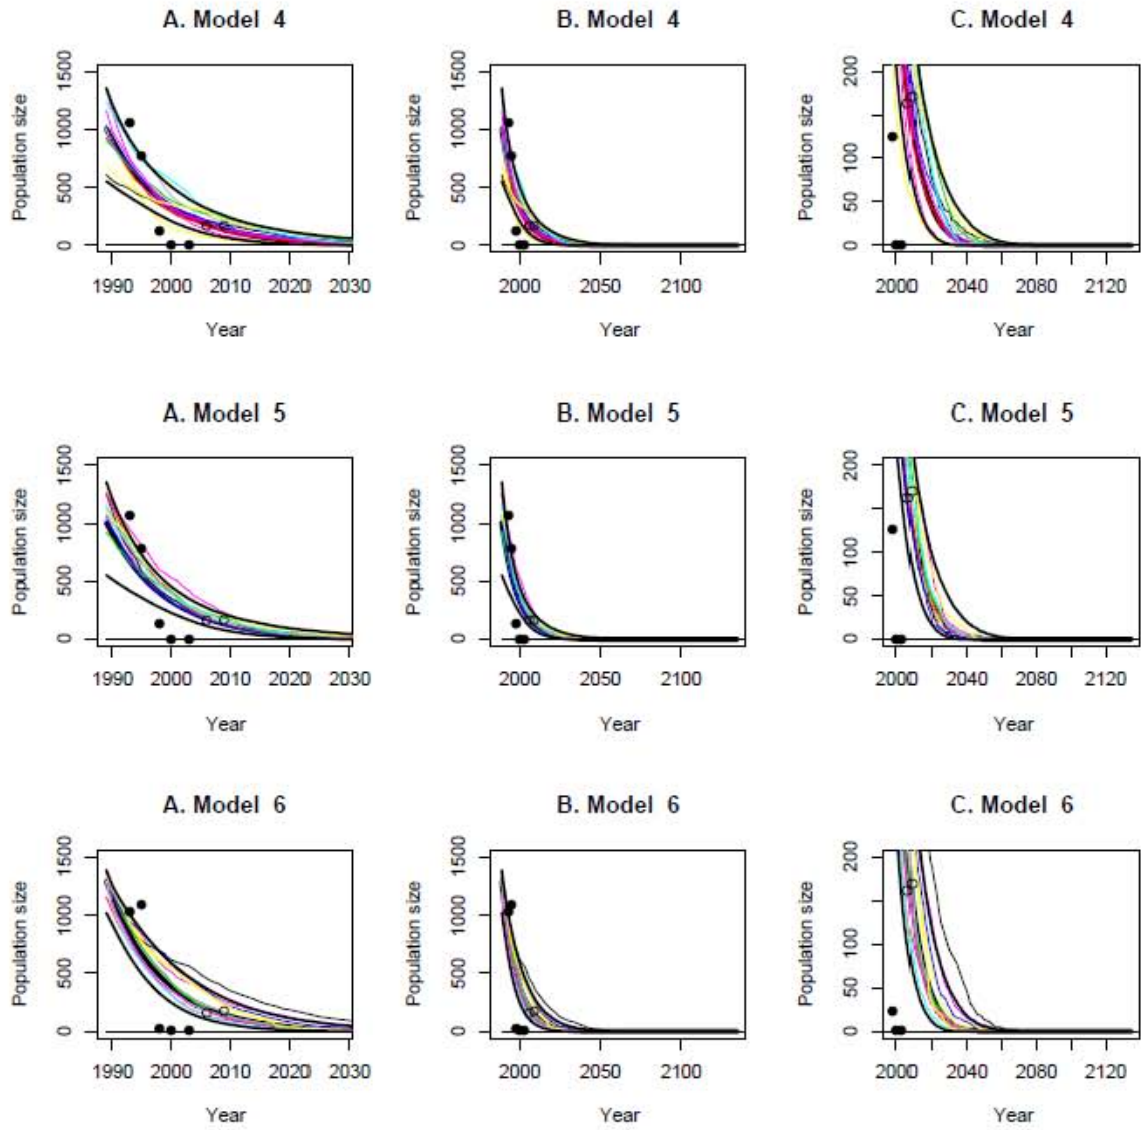 A. Model 4
B. Model 4
C. Model 4
Population size
0 500 1000 1500
1990 2000 2010 2020 2030
Year
Population size
0 500 1000 1500
2000 2050 2100
Year
Population size
0 50 100 200
2000 2040 2080 2120
Year
A. Model 5
B. Model 5
C. Model 5
Population size
0 500 1000 1500
1990 2000 2010 2020 2030
Year
Population size
0 500 1000 1500
2000 2050 2100
Year
Population size
0 50 100 200
2000 2040 2080 2120
Year
A. Model 6
B. Model 6
C. Model 6
Population size
0 500 1000 1500
1990 2000 2010 2020 2030
Year
Population size
0 500 1000 1500
2000 2050 2100
Year
Population size
0 50 100 200
2000 2040 2080 2120
Year